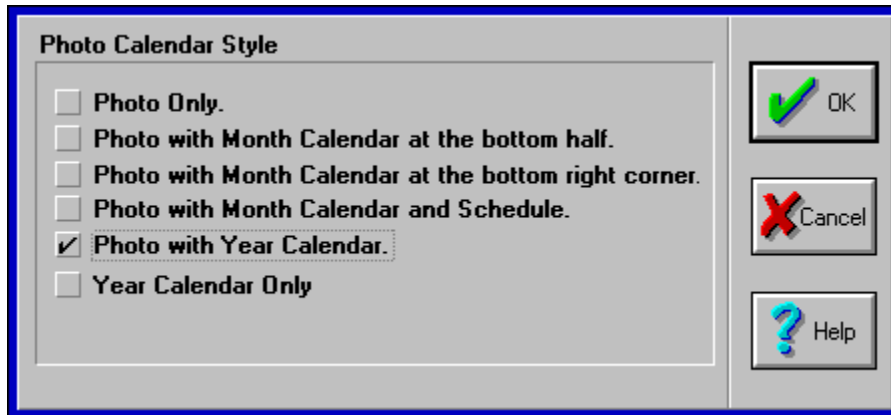 Photo Calendar Style
Photo Only.
Photo with Month Calendar at the bottom half.
Photo with Month Calendar at the bottom right corner.
Photo with Month Calendar and Schedule.
Photo with Year Calendar.
Year Calendar Only
OK
Cancel
Help